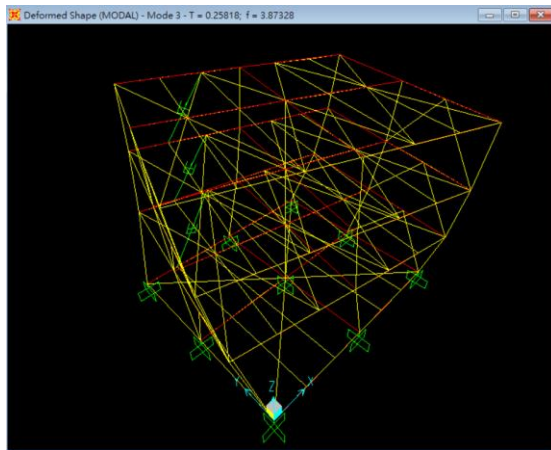 Deformed Shape (MODAL) - Mode 3 - T = 0.25818; f = 3.87328
Z
X